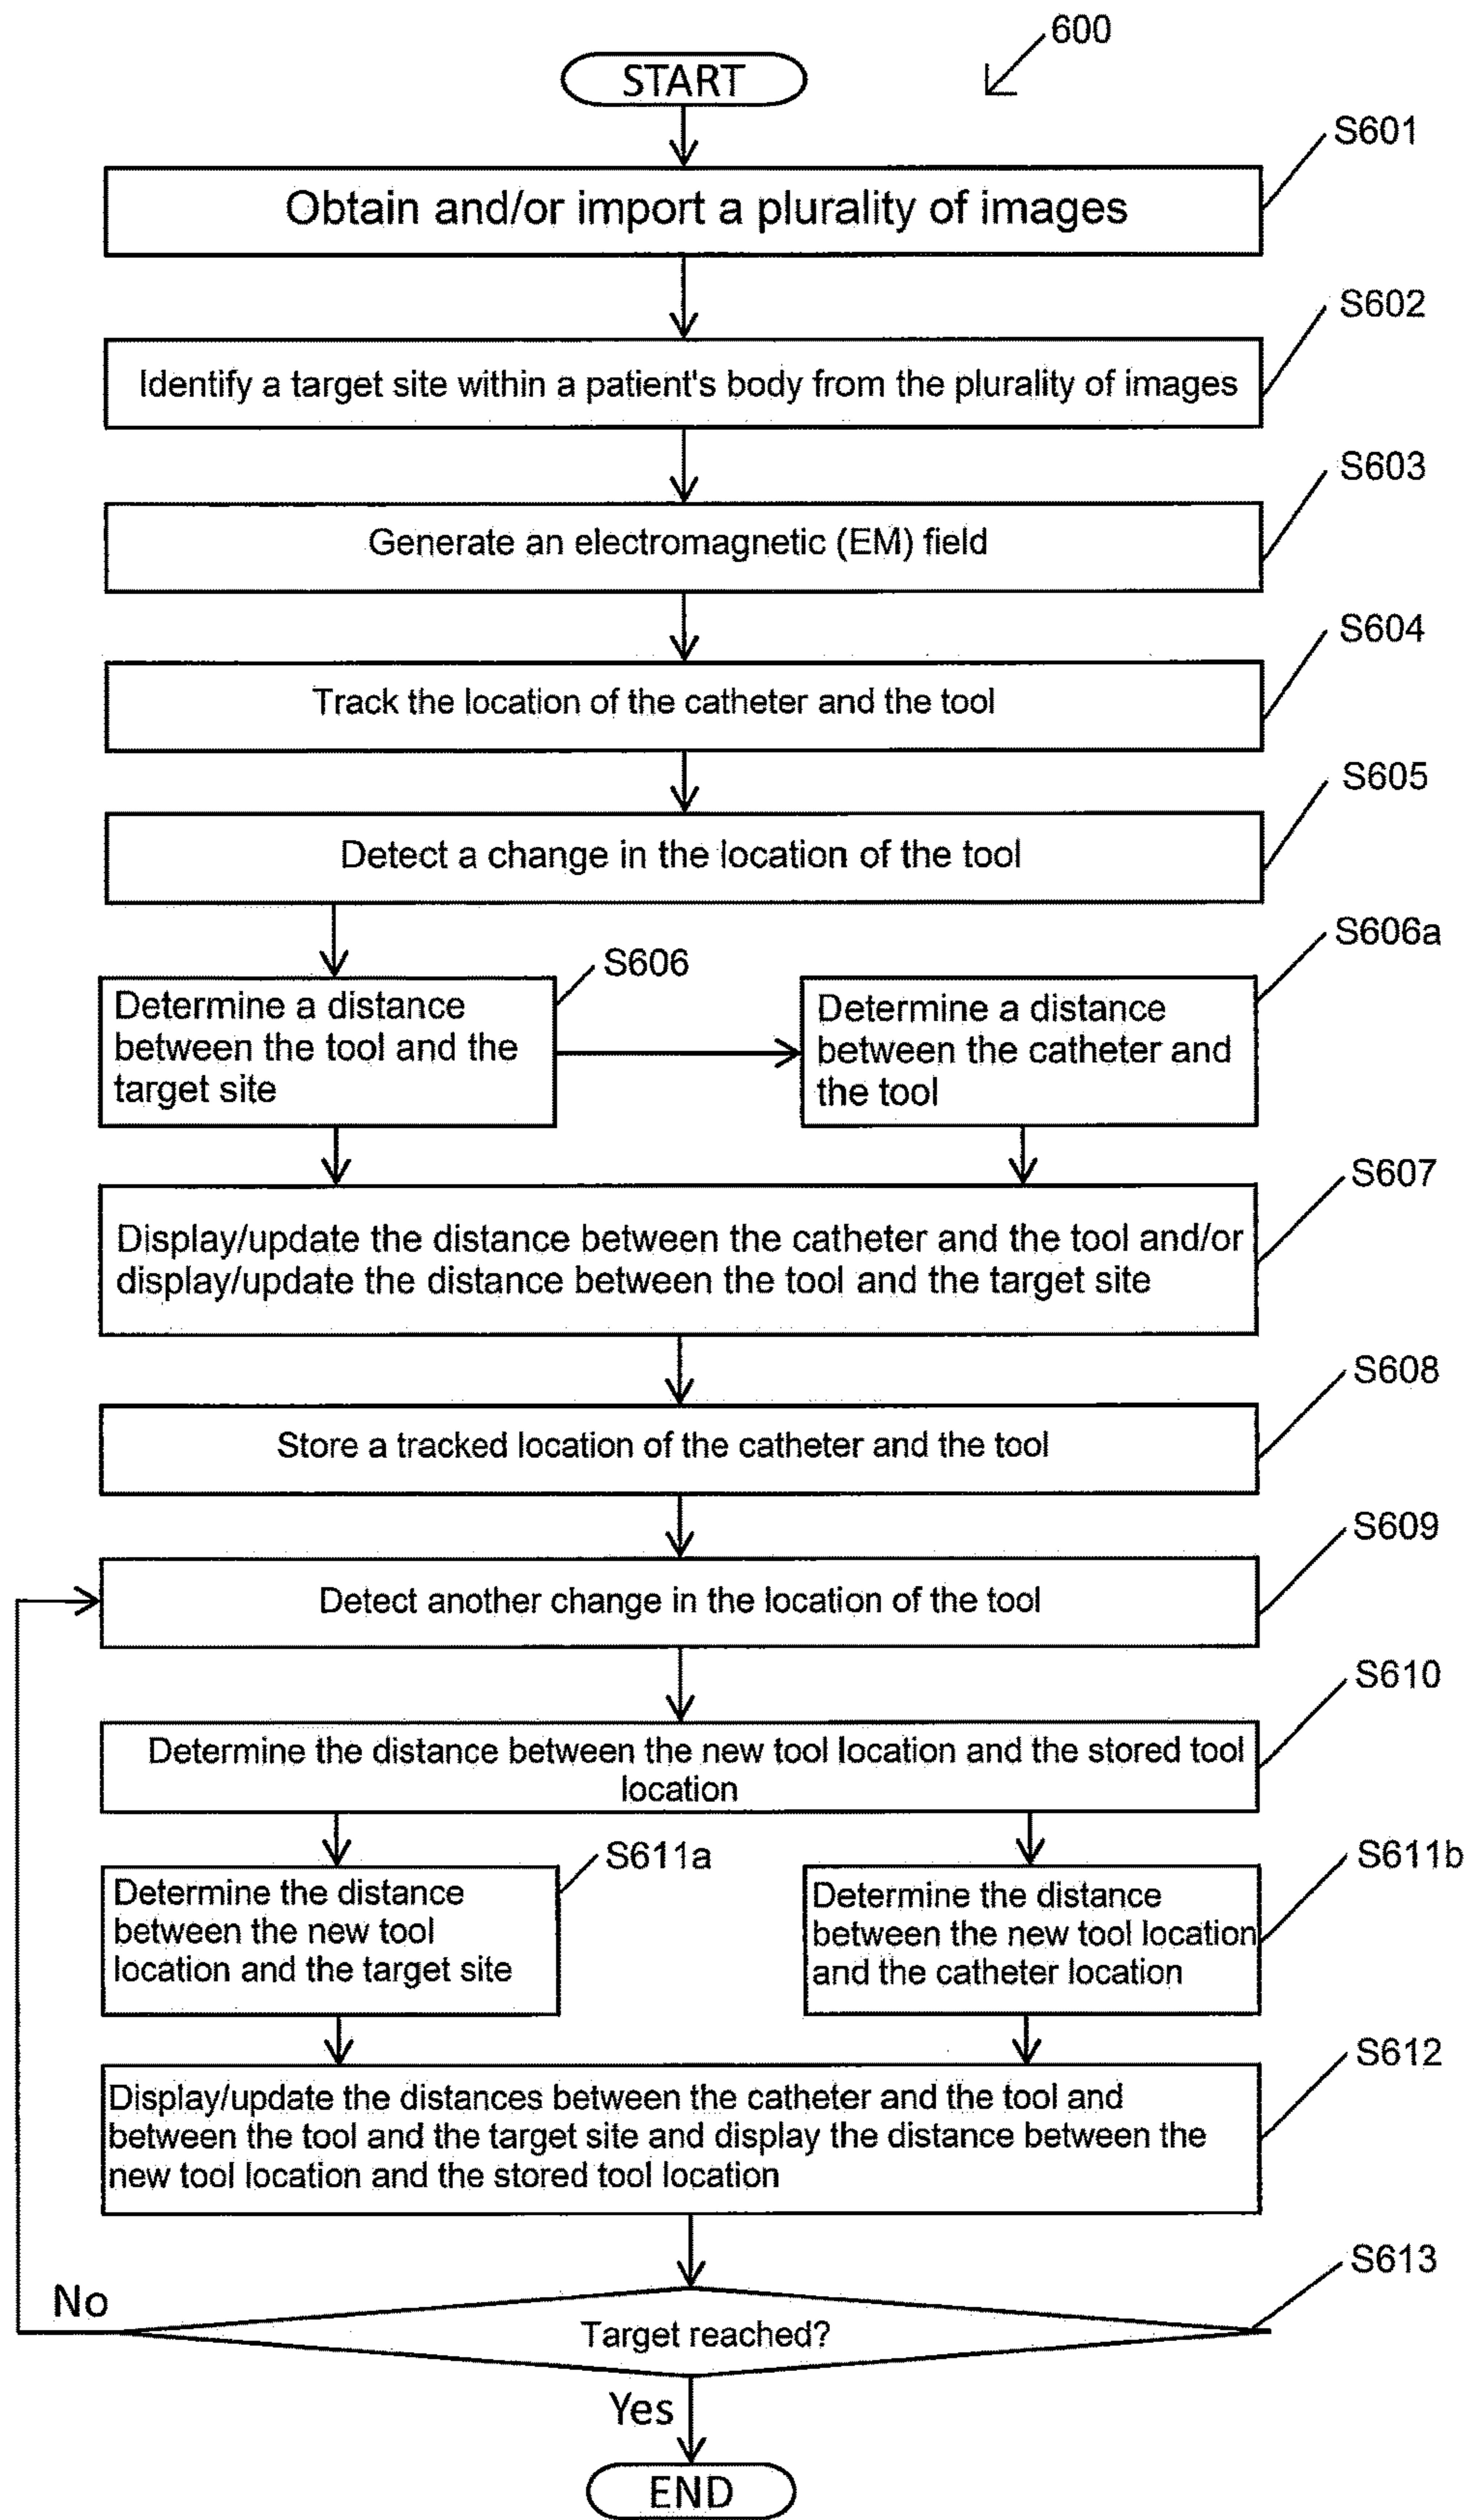 600
START
S601
Obtain and/or import a plurality of images
S602
Identify a target site within a patient's body from the plurality of images
S603
Generate an electromagnetic (EM) field
S604
Track the location of the catheter and the tool
S605
Detect a change in the location of the tool
S606
Determine a distance
between the tool and the
target site
S606a
Determine a distance
between the catheter and
the tool
S607
Display/update the distance between the catheter and the tool and/or
display/update the distance between the tool and the target site
S608
Store a tracked location of the catheter and the tool
S609
Detect another change in the location of the tool
S610
Determine the distance between the new tool location and the stored tool
location
S611a
Determine the distance
between the new tool
location and the target site
S611b
Determine the distance
between the new tool location
and the catheter location
S612
Display/update the distances between the catheter and the tool and
between the tool and the target site and display the distance between the
new tool location and the stored tool location
S613
No
Target reached?
Yes
END